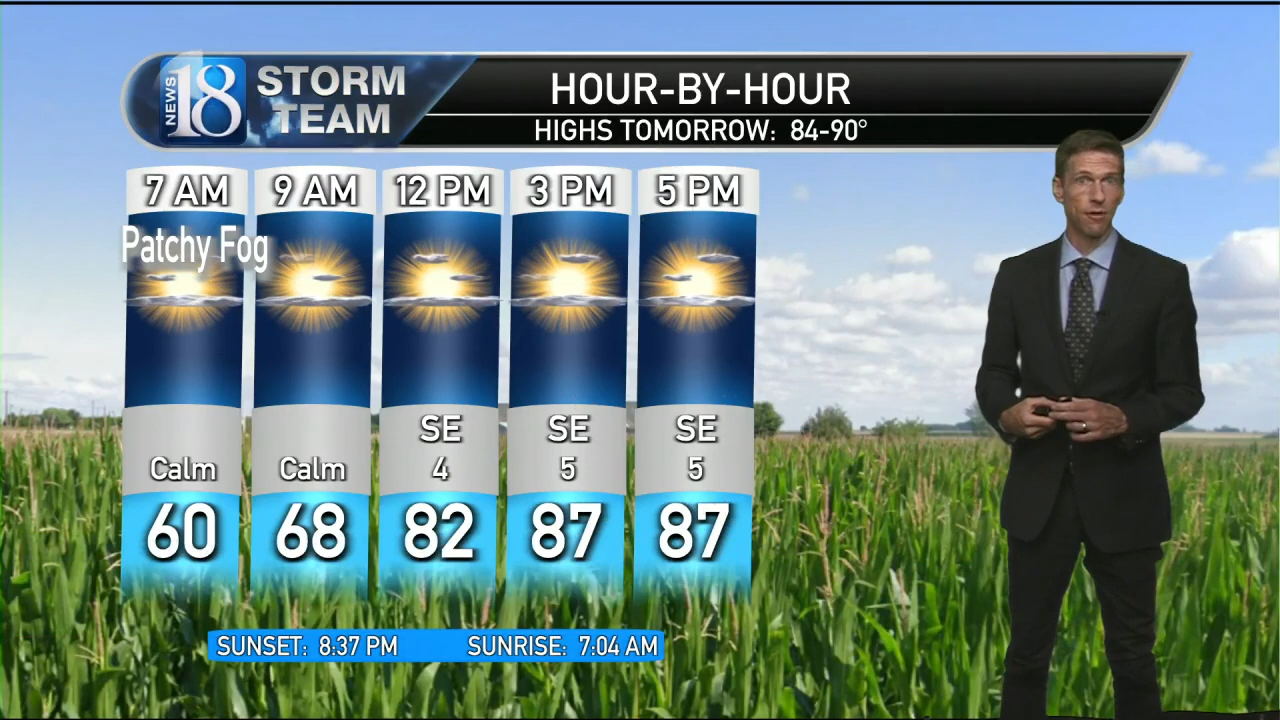 NEWS 18
STORM
TEAM
HOUR-BY-HOUR
HIGHS TOMORROW: 84-90°
7 AM 9 AM 12 PM 3 PM 5 PM
Patchy Fog
SE SE SE
Calm Calm 4 5 5
60 68 82 87 87
SUNSET: 8:37 PM SUNRISE: 7:04 AM